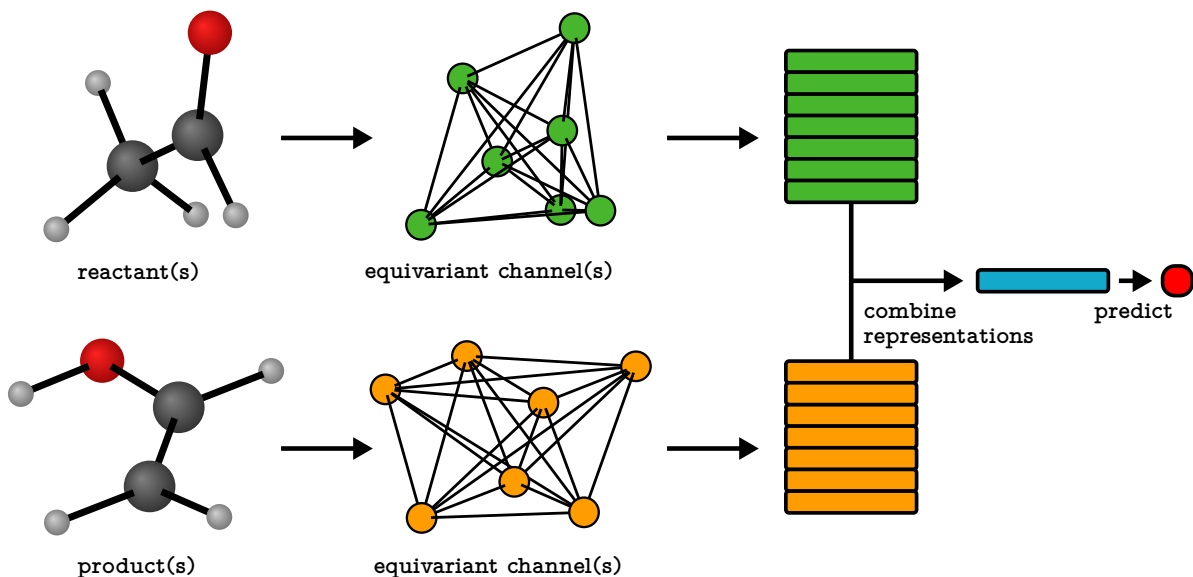 reactant(s)
equivariant channel(s)
combine
representations
predict
product(s)
equivariant channel(s)